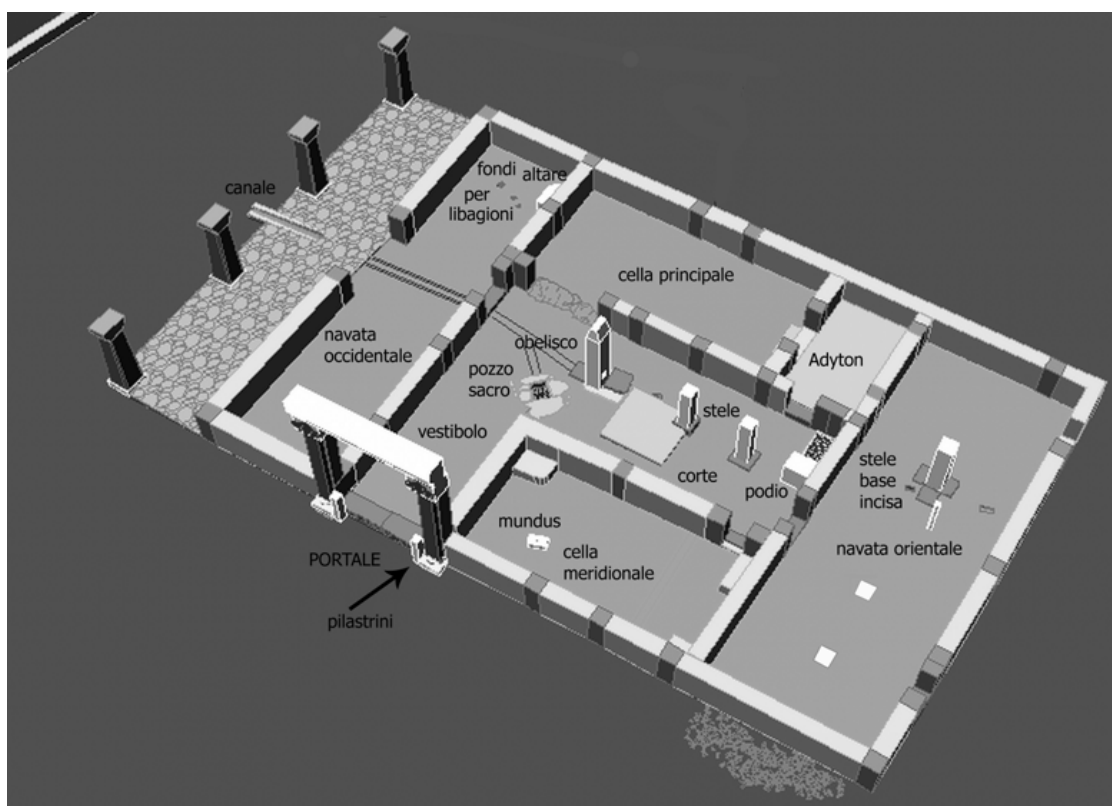 fondi altare
per
libagioni
canale
cella principale
navata
occidentale
obelisco
pozzo
sacro
Adyton
stele
vestibolo
corte
podio
stele
base
incisa
mundus
cella
meridionale
navata orientale
PORTALE
pilastrini